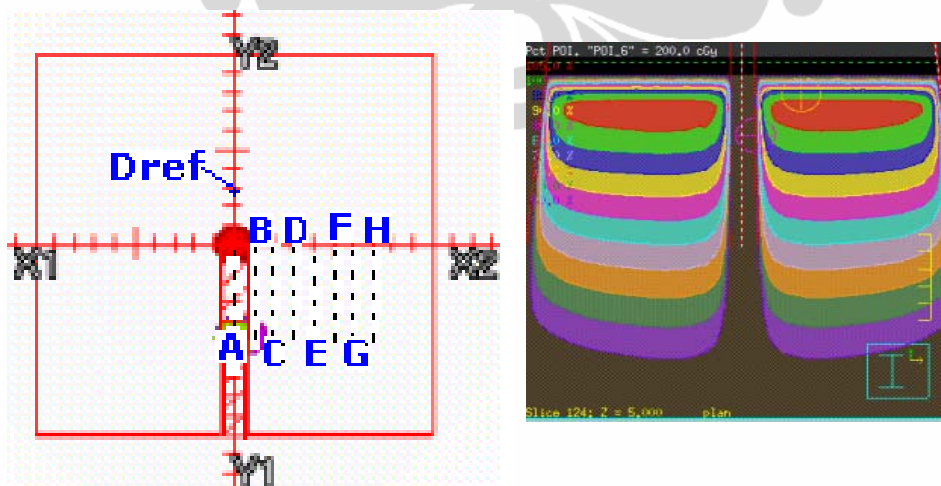 Y2
Dref
B D F H
X1
X2
A C E G
Y1
Pct POI. "POI_6" = 200.0 cGy
Slice 124: Z = 5.000 plan